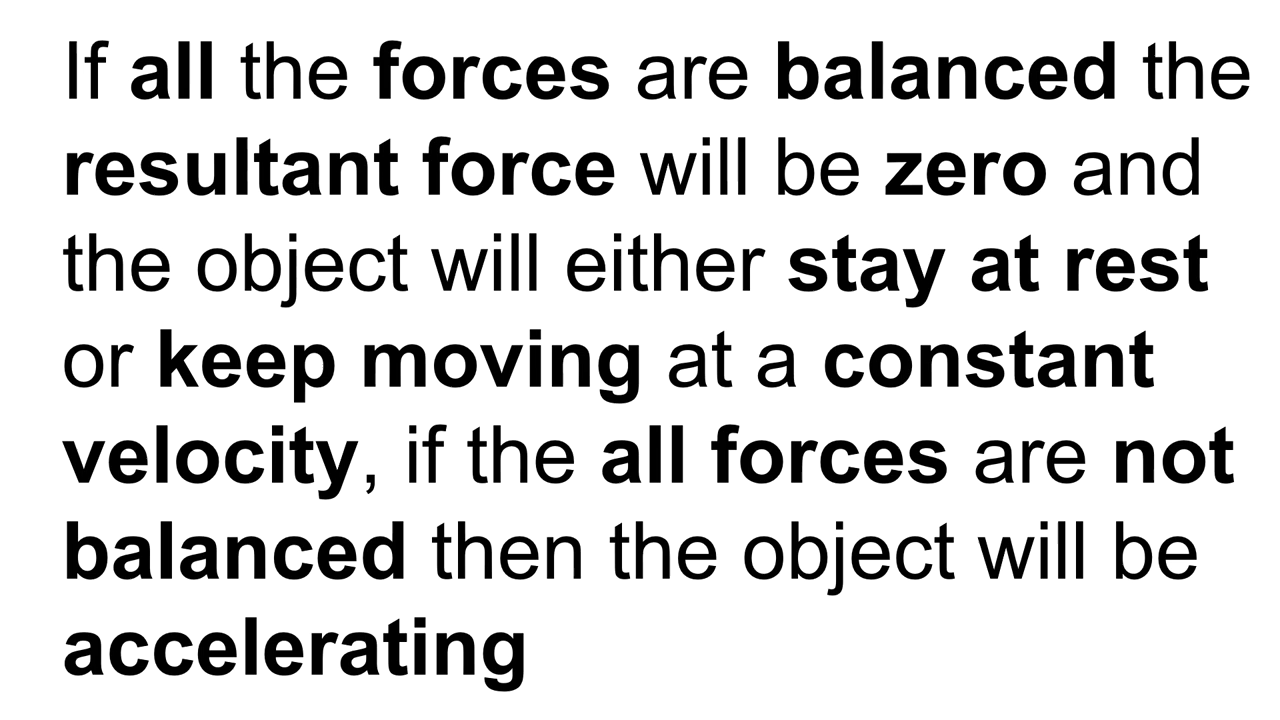 If all the forces are balanced the
resultant force will be zero and
the object will either stay at rest
or keep moving at a constant
velocity, if the all forces are not
balanced then the object will be
accelerating